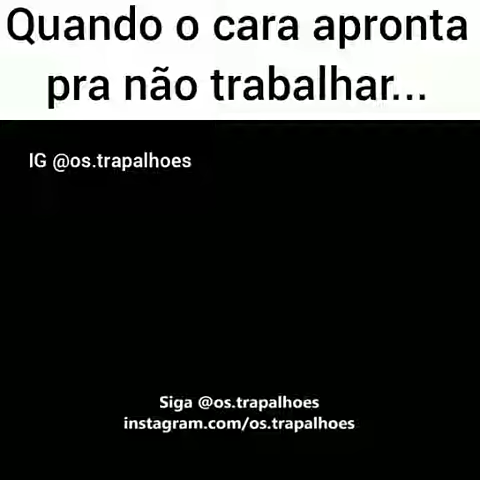 Quando o cara apronta
pra não trabalhar...
IG @os.trapalhoes
Siga @os.trapalhoes
instagram.com/os.trapalhoes